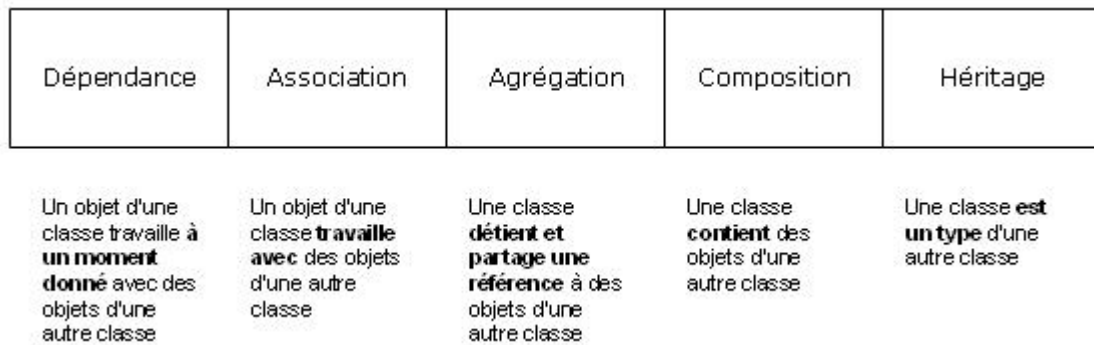 Dépendance
Association
Agrégation
Composition
Héritage
Un objet d'une
classe travaille à
un moment
donné avec des
objets d'une
autre classe
Un objet d'une
classe travaille
avec des objets
d'une autre
classe
Une classe
détient et
partage une
référence à des
objets d'une
autre classe
Une classe
contient des
objets d'une
autre classe
Une classe est
un type d'une
autre classe